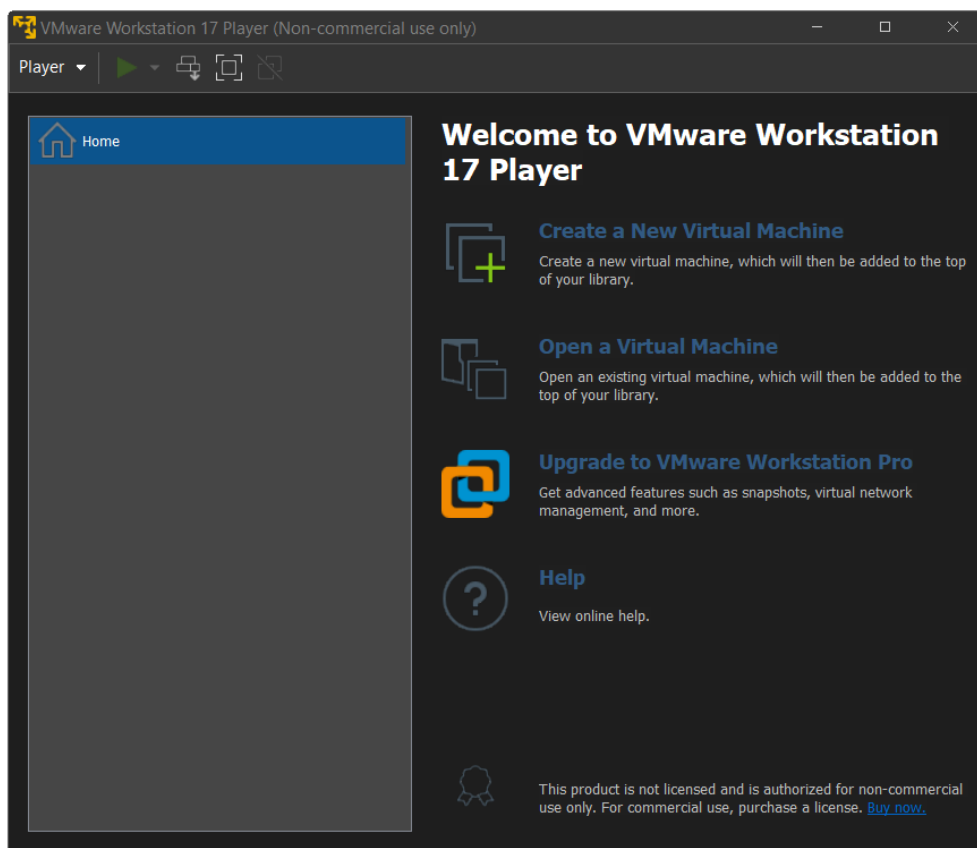 VMware Workstation 17 Player (Non-commercial use only)
Player
Home
Welcome to VMware Workstation
17 Player
Create a New Virtual Machine
Create a new virtual machine, which will then be added to the top
of your library.
Open a Virtual Machine
Open an existing virtual machine, which will then be added to the
top of your library.
Upgrade to VMware Workstation Pro
Get advanced features such as snapshots, virtual network
management, and more.
Help
View online help.
This product is not licensed and is authorized for non-commercial
use only. For commercial use, purchase a license. Buy now.